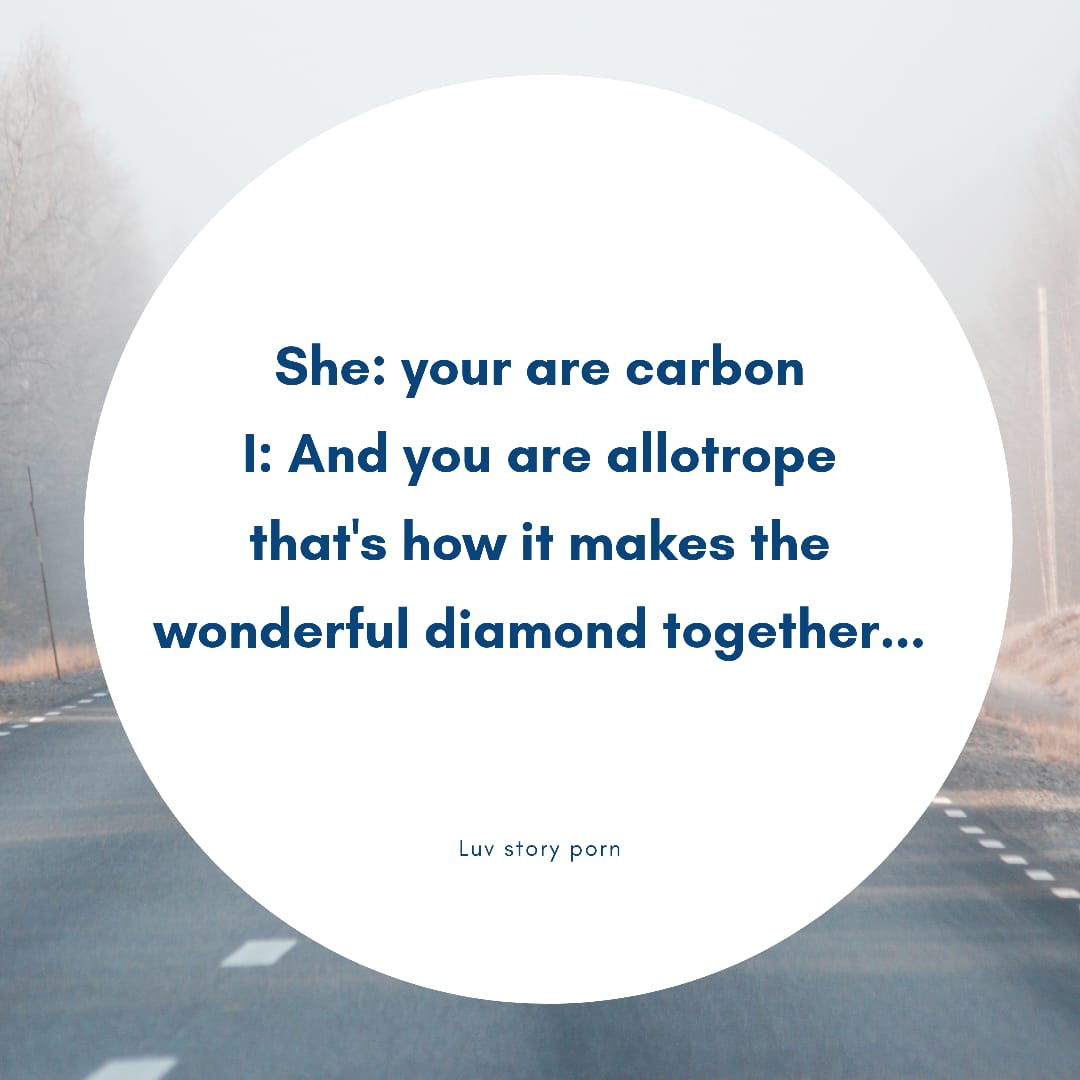 She: your are carbon
I: And you are allotrope
that's how it makes the
wonderful diamond together...
Luv story porn